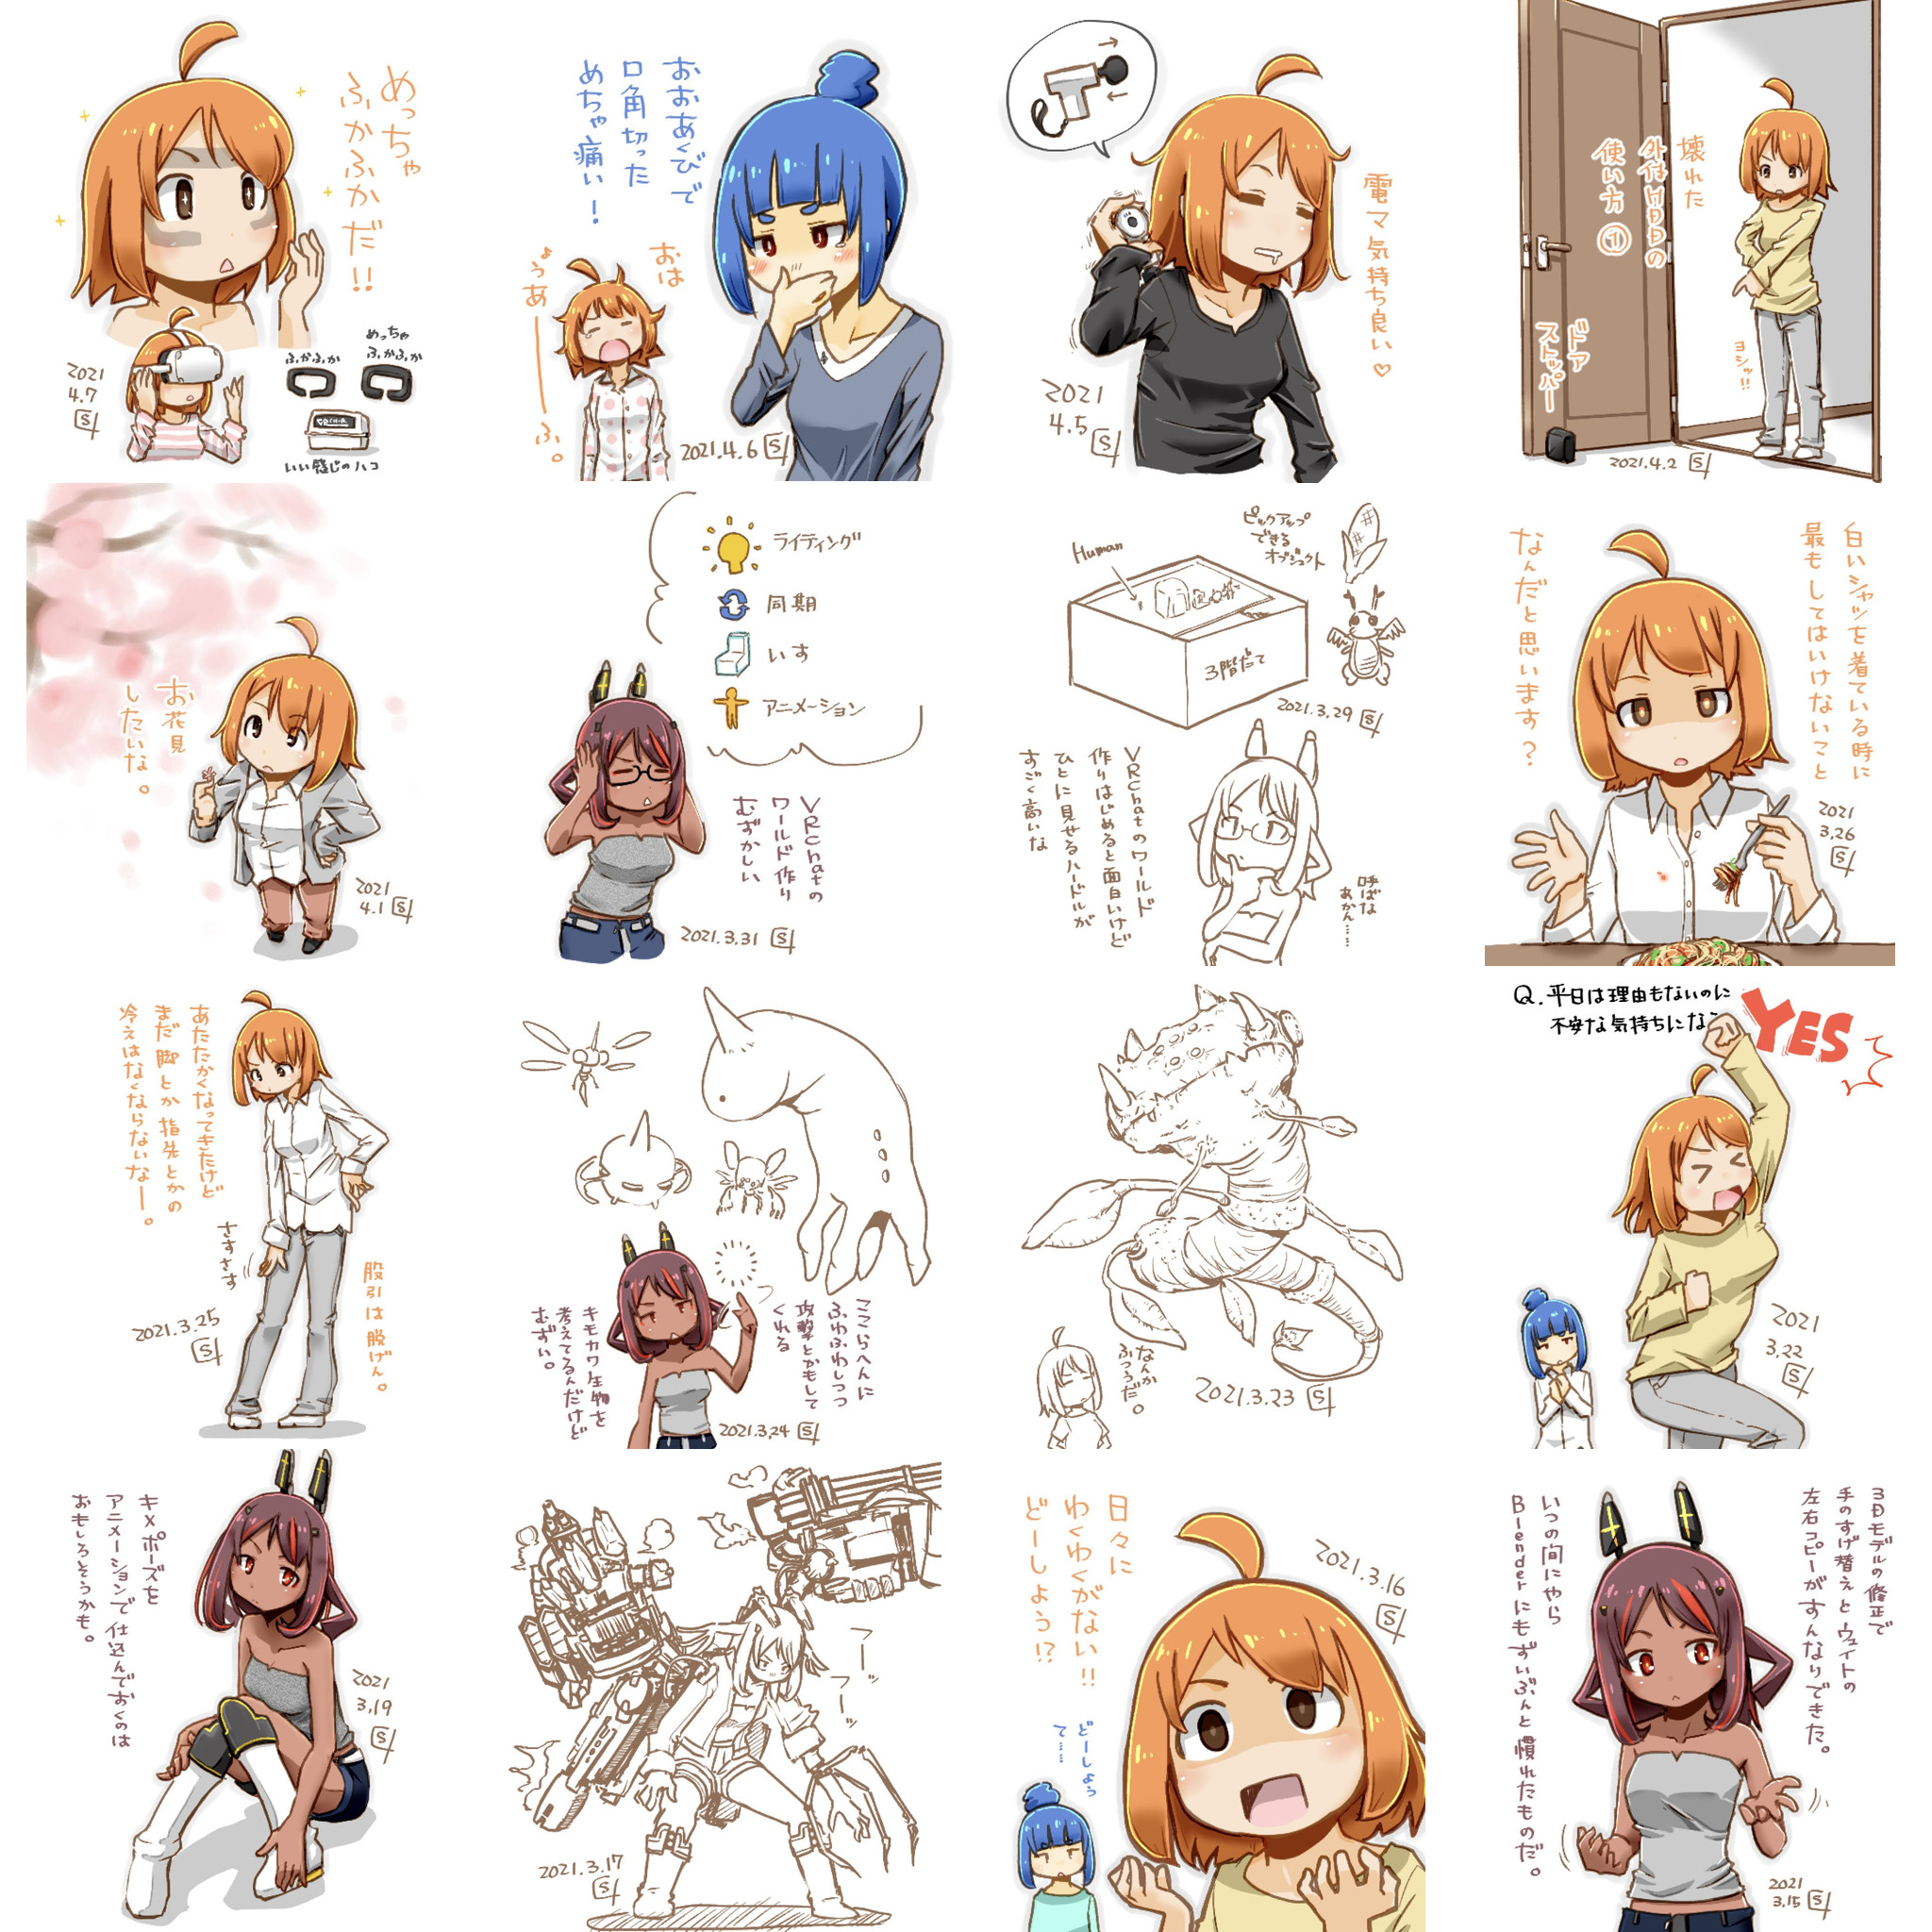 めっちゃ
ふかふかだ!!
めっちゃ
ふかふか
ふかふか
いい感じのハコ
2021
4.7
S
おおあくびで
口角切った
めちゃ痛い!
おは
ょうあーーふ。
2021.4.6 S
電マ気持ち良い♡
2021
4.5 S
壊れた
外付HDDの
使い方①
ドア
ストッパー
ヨシッ!!
2021.4.2 S
お花見
したいな。
2021
4.1 S
ライティング
同期
いす
アニメーション
VRChatの
ワールド作り
むずかしい
2021.3.31 S
ピックアップ
できる
オブジェクト
Human
3階だて
2021.3.29 S
VRChatのワールド
作りはじめると面白いけど
ひとに見せるハードルが
すごく高いな
呼ばな
あかん……
白いシャツを着ている時に
最もしてはいけないこと
なんだと思います?
2021
3.26
S
あたたかくなってきたけど
まだ脚とか指先とかの
冷えはなくならないなー。
さすさす
股引は脱げん。
2021.3.25
S
ここらへんに
ふわふわしつつ
攻撃とかもして
くれる
キモカワ生物を
考えてるんだけど
むずい。
2021.3.24 S
なんか
ふつうだ。
2021.3.23 S
Q.平日は理由もないのに
不安な気持ちになる
YES
2021
3.22
S
キメポーズを
アニメーションで仕込んでおくのは
おもしろそうかも。
2021
3.19
S
フーッ
フーッ
2021.3.17
S
日々に
わくわくがない!!
どーしよう!?
2021.3.16
S
どーしよう
て……
3Dモデルの修正で
手のすげ替えとウェイトの
左右コピーがすんなりできた。
いつの間にやら
Blenderにもずいぶんと慣れたものだ。
2021
3.15 S